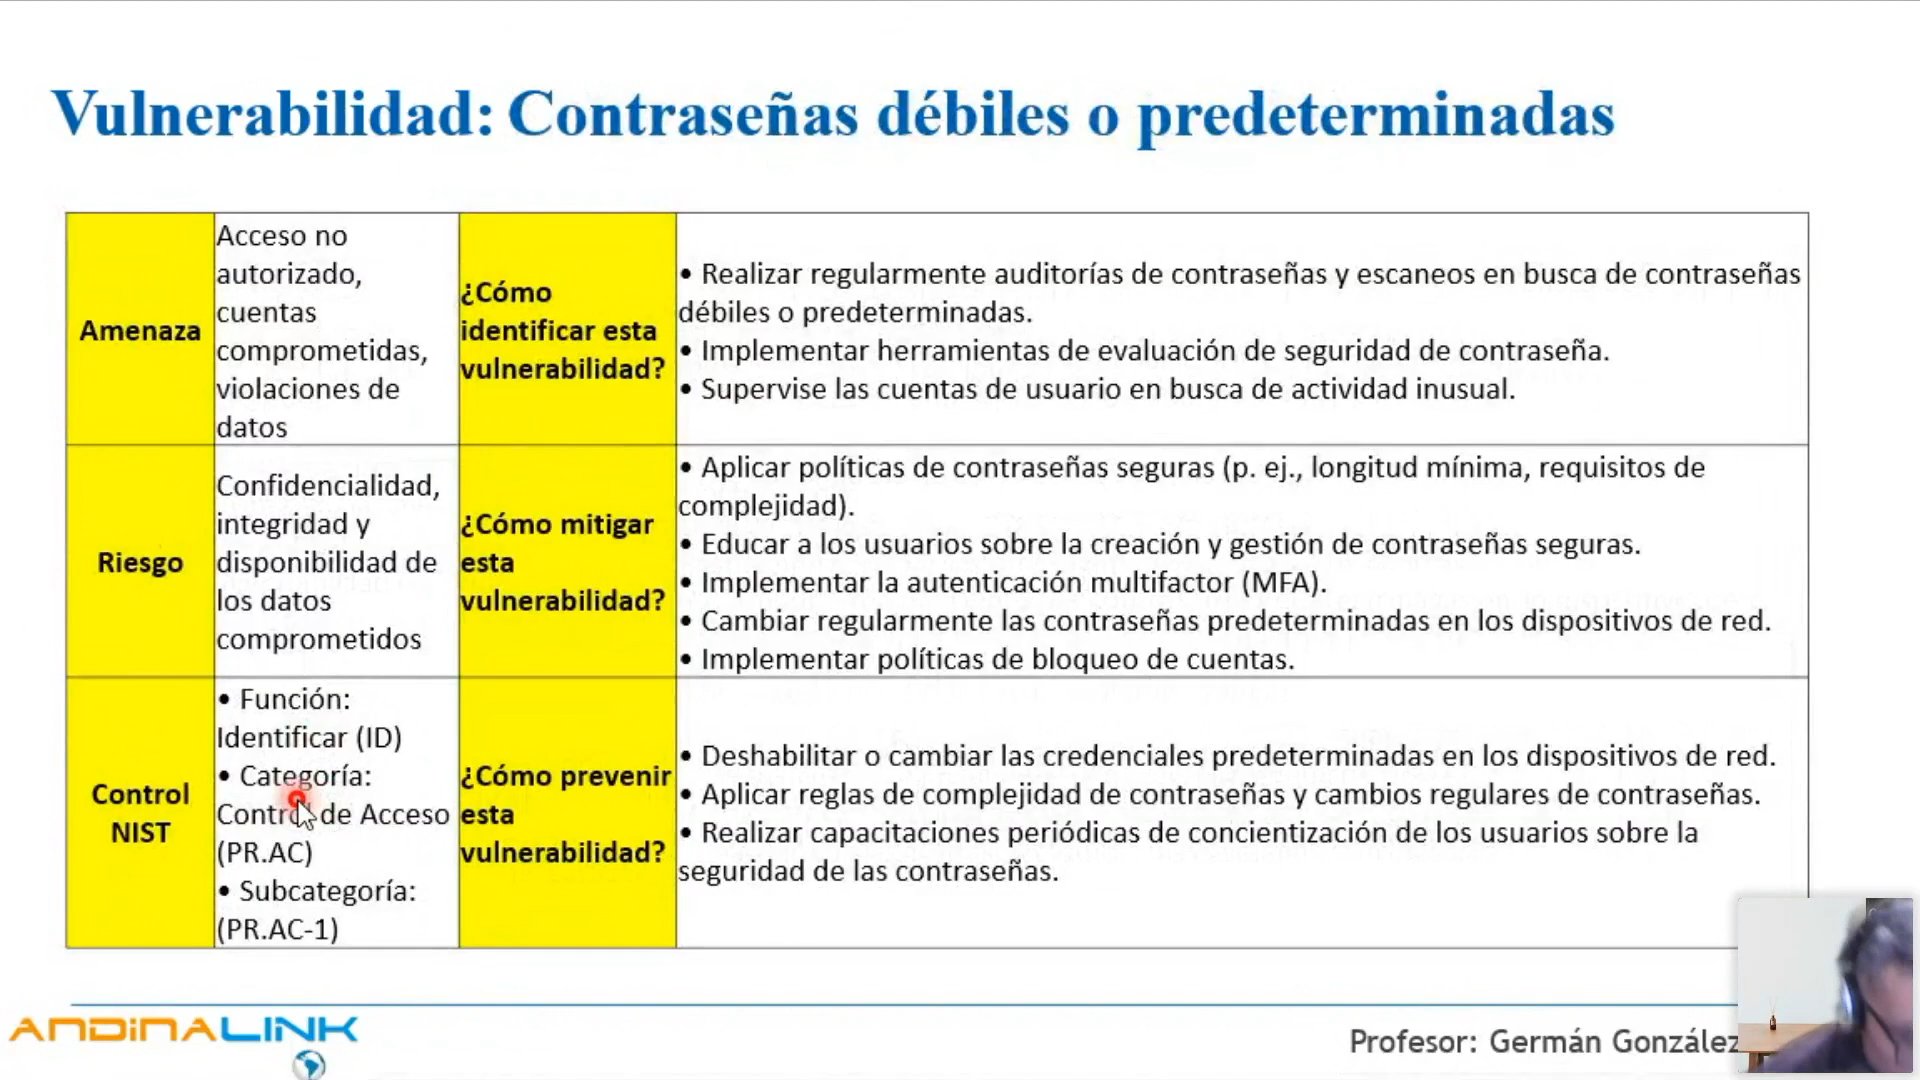 Vulnerabilidad: Contraseñas débiles o predeterminadas
Amenaza
Acceso no
autorizado,
cuentas
comprometidas,
violaciones de
datos
¿Cómo
identificar esta
vulnerabilidad?
• Realizar regularmente auditorías de contraseñas y escaneos en busca de contraseñas
débiles o predeterminadas.
• Implementar herramientas de evaluación de seguridad de contraseña.
• Supervise las cuentas de usuario en busca de actividad inusual.
Riesgo
Confidencialidad,
integridad y
disponibilidad de
los datos
comprometidos
¿Cómo mitigar
esta
vulnerabilidad?
• Aplicar políticas de contraseñas seguras (p. ej., longitud mínima, requisitos de
complejidad).
• Educar a los usuarios sobre la creación y gestión de contraseñas seguras.
• Implementar la autenticación multifactor (MFA).
• Cambiar regularmente las contraseñas predeterminadas en los dispositivos de red.
• Implementar políticas de bloqueo de cuentas.
Control
NIST
• Función:
Identificar (ID)
• Categoría:
Control de Acceso
(PR.AC)
• Subcategoría:
(PR.AC-1)
¿Cómo prevenir
esta
vulnerabilidad?
• Deshabilitar o cambiar las credenciales predeterminadas en los dispositivos de red.
• Aplicar reglas de complejidad de contraseñas y cambios regulares de contraseñas.
• Realizar capacitaciones periódicas de concientización de los usuarios sobre la
seguridad de las contraseñas.
ANDINALINK
Profesor: Germán González